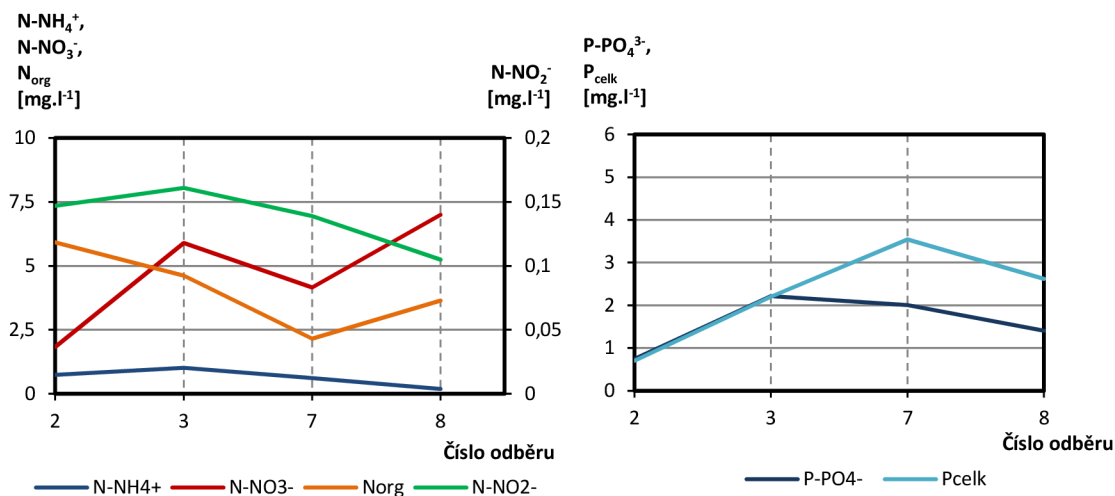 N-NH₄⁺,
N-NO₃⁻,
N_org
[mg.l⁻¹]
N-NO₂⁻
[mg.l⁻¹]
10
7,5
5
2,5
0
0,2
0,15
0,1
0,05
0
2 3 7 8
Číslo odběru
N-NH4+ N-NO3- Norg N-NO2-
P-PO₄³⁻,
P_celk
[mg.l⁻¹]
6
5
4
3
2
1
0
2 3 7 8
Číslo odběru
P-PO4- Pcelk